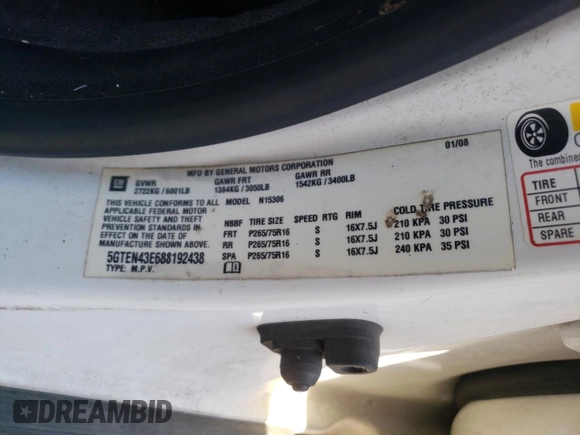 MFD BY GENERAL MOTORS CORPORATION
01/08
GM
GVWR GAWR FRT GAWR RR
2722KG / 6001LB 1384KG / 3050LB 1542KG / 3400LB
THIS VEHICLE CONFORMS TO ALL MODEL N15306
APPLICABLE FEDERAL MOTOR
VEHICLE SAFETY AND THEFT
PREVENTION STANDARDS IN
EFFECT ON THE DATE OF
MANUFACTURE SHOWN ABOVE.
NBBF TIRE SIZE SPEED RTG RIM COLD TIRE PRESSURE
FRT P265/75R16 S 16X7.5J 210 KPA 30 PSI
RR P265/75R16 S 16X7.5J 210 KPA 30 PSI
SPA P265/75R16 S 16X7.5J 240 KPA 35 PSI
5GTEN43E688192438
TYPE: M.P.V.
The combined
TIRE
FRONT
REAR
SPARE
DREAMBID